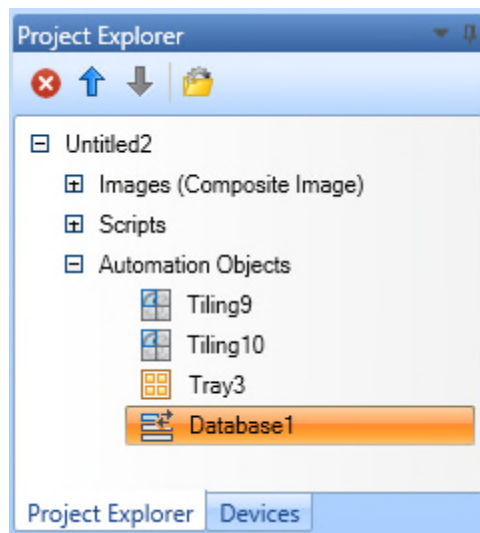 Project Explorer
Untitled2
Images (Composite Image)
Scripts
Automation Objects
Tiling9
Tiling10
Tray3
Database1
Project Explorer Devices